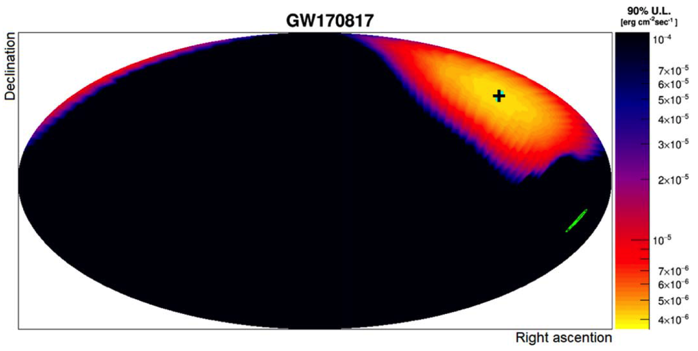 GW170817
90% U.L.
[erg cm⁻²sec⁻¹]
Declination
10⁻⁴
7×10⁻⁵
6×10⁻⁵
5×10⁻⁵
4×10⁻⁵
3×10⁻⁵
2×10⁻⁵
10⁻⁵
7×10⁻⁶
6×10⁻⁶
5×10⁻⁶
4×10⁻⁶
Right ascention